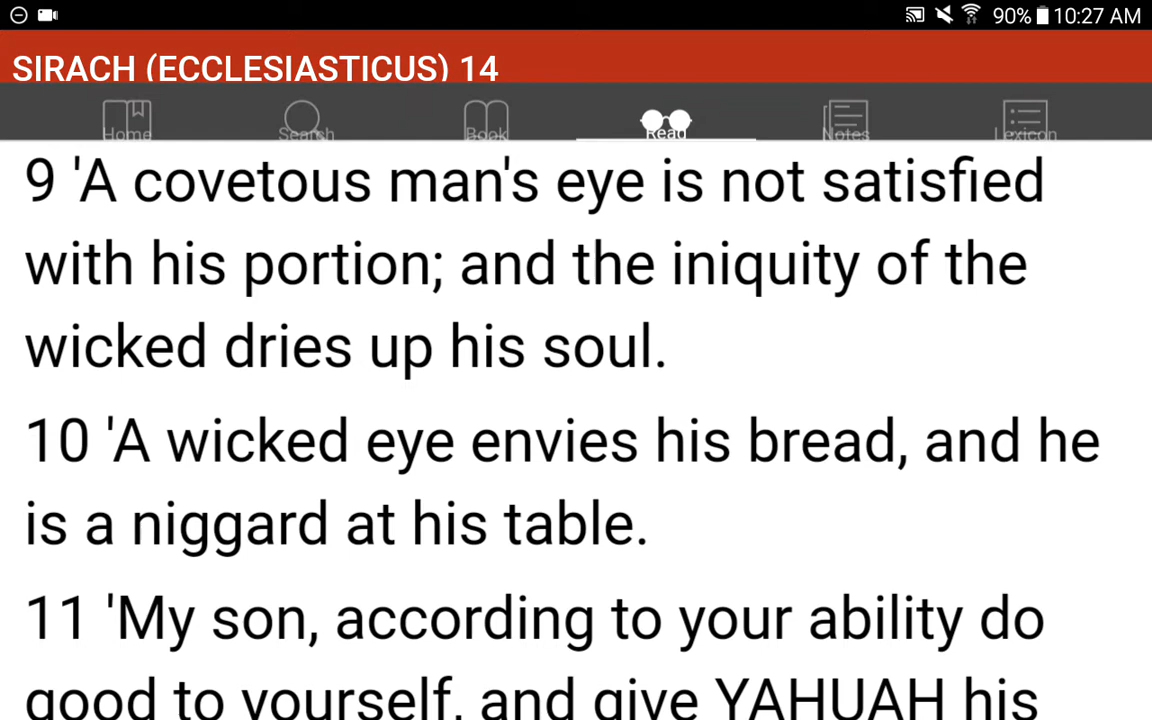 90% 10:27 AM
SIRACH (ECCLESIASTICUS) 14
Home Search Book Read Notes Lexicon
9 'A covetous man's eye is not satisfied
with his portion; and the iniquity of the
wicked dries up his soul.
10 'A wicked eye envies his bread, and he
is a niggard at his table.
11 'My son, according to your ability do
good to yourself, and give YAHUAH his